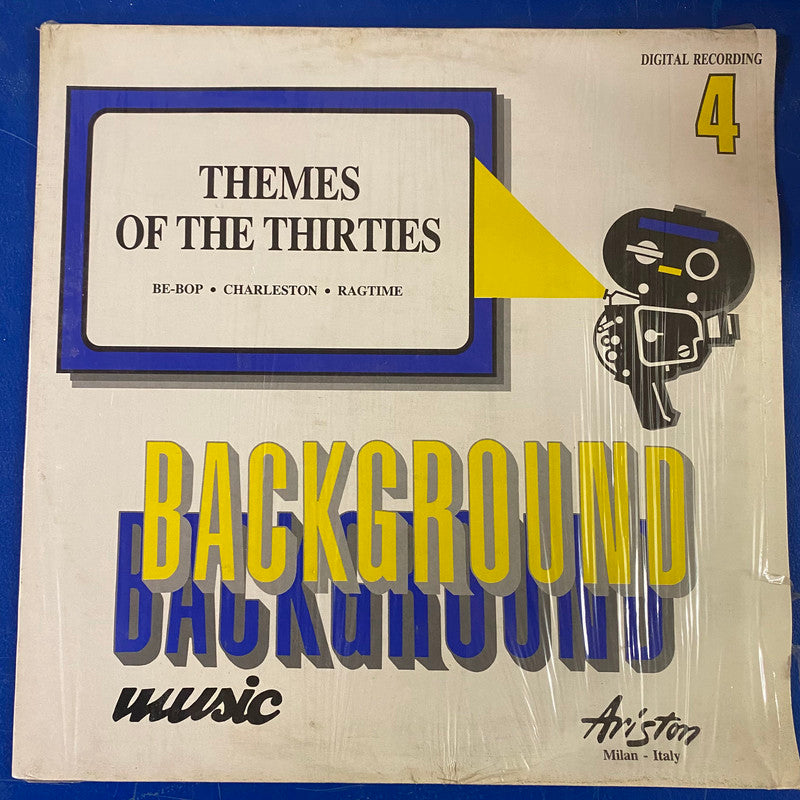 DIGITAL RECORDING
4
THEMES
OF THE THIRTIES
BE-BOP • CHARLESTON • RAGTIME
BACKGROUND
BACKGROUND
music
Ariston
Milan - Italy